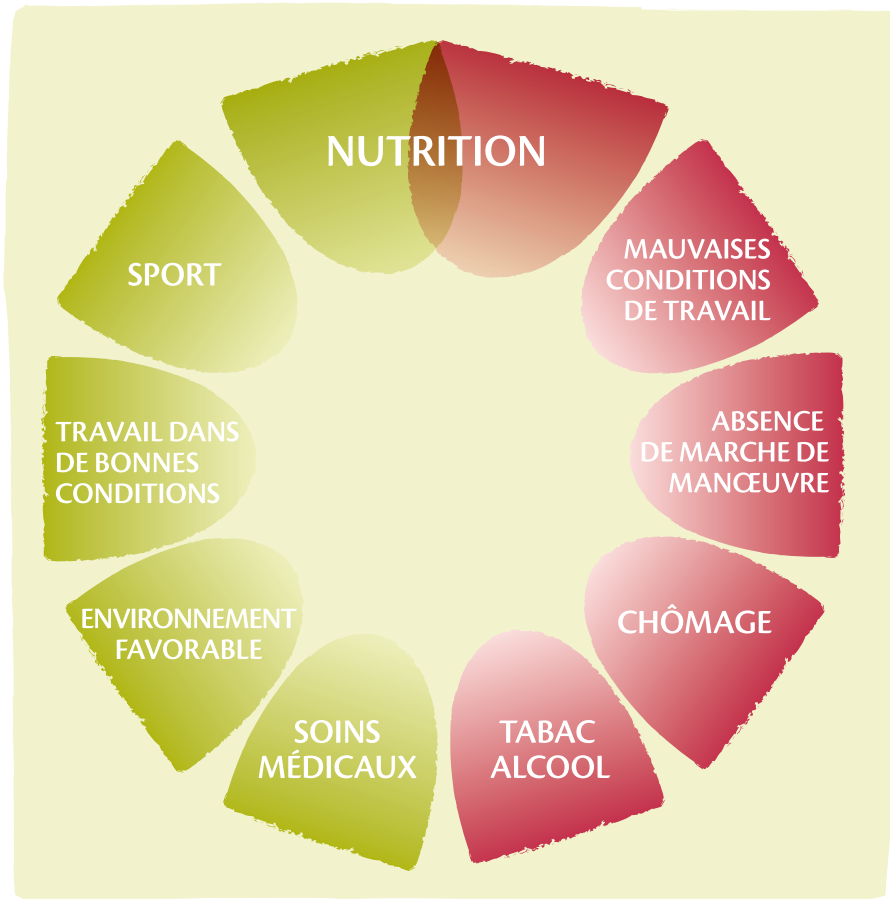 NUTRITION
MAUVAISES
CONDITIONS
DE TRAVAIL
ABSENCE
DE MARCHE DE
MANŒUVRE
CHÔMAGE
TABAC
ALCOOL
SOINS
MÉDICAUX
ENVIRONNEMENT
FAVORABLE
TRAVAIL DANS
DE BONNES
CONDITIONS
SPORT